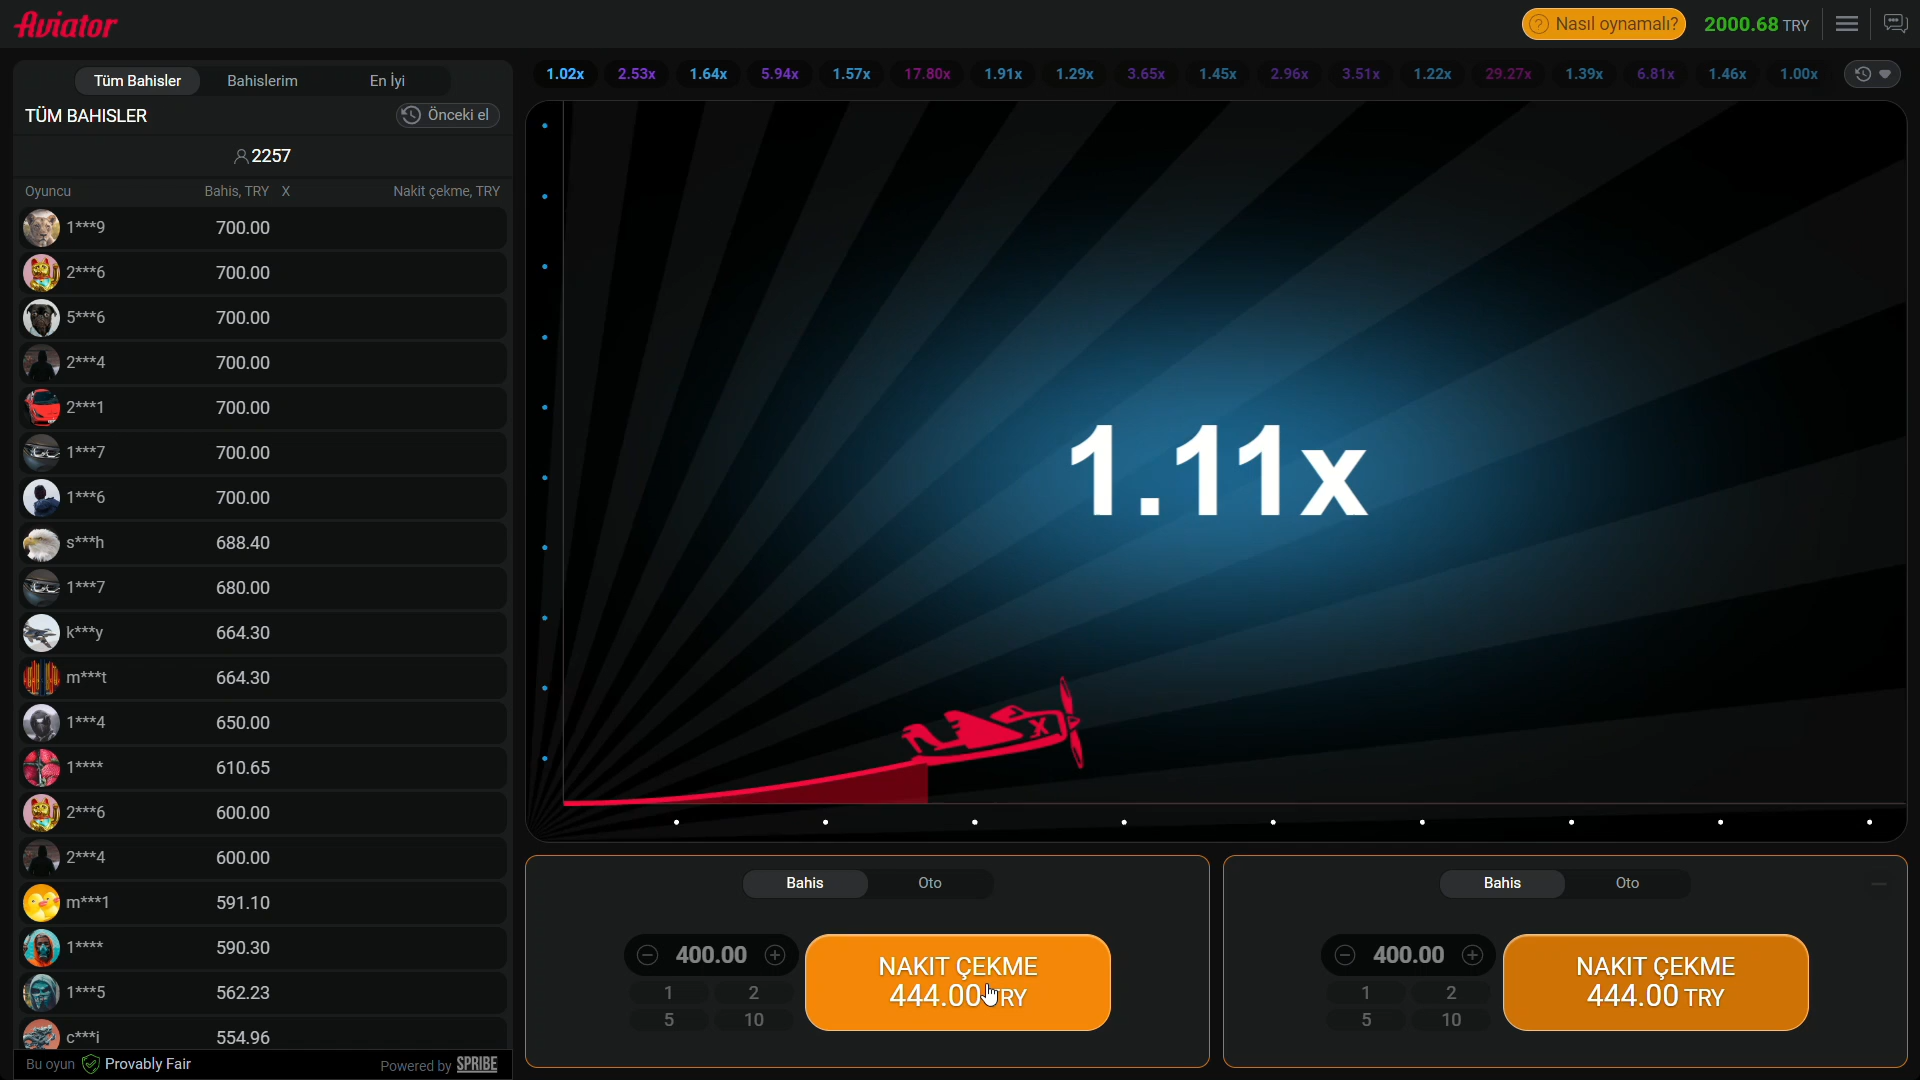 Aviator
Nasıl oynamalı?
2000.68 TRY
Tüm Bahisler
Bahislerim
En İyi
1.02x 2.53x 1.64x 5.94x 1.57x 17.80x 1.91x 1.29x 3.65x 1.45x 2.96x 3.51x 1.22x 29.27x 1.39x 6.81x 1.46x 1.00x
TÜM BAHISLER
Önceki el
2257
Oyuncu Bahis, TRY X Nakit çekme, TRY
1***9 700.00
2***6 700.00
5***6 700.00
2***4 700.00
2***1 700.00
1***7 700.00
1***6 700.00
s***h 688.40
1***7 680.00
k***y 664.30
m***t 664.30
1***4 650.00
1**** 610.65
2***6 600.00
2***4 600.00
m***1 591.10
1**** 590.30
1***5 562.23
c***i 554.96
Bu oyun Provably Fair
Powered by SPRIBE
1.11x
X
Bahis Oto
400.00
1 2
5 10
NAKIT ÇEKME
444.00 TRY
Bahis Oto
400.00
1 2
5 10
NAKIT ÇEKME
444.00 TRY